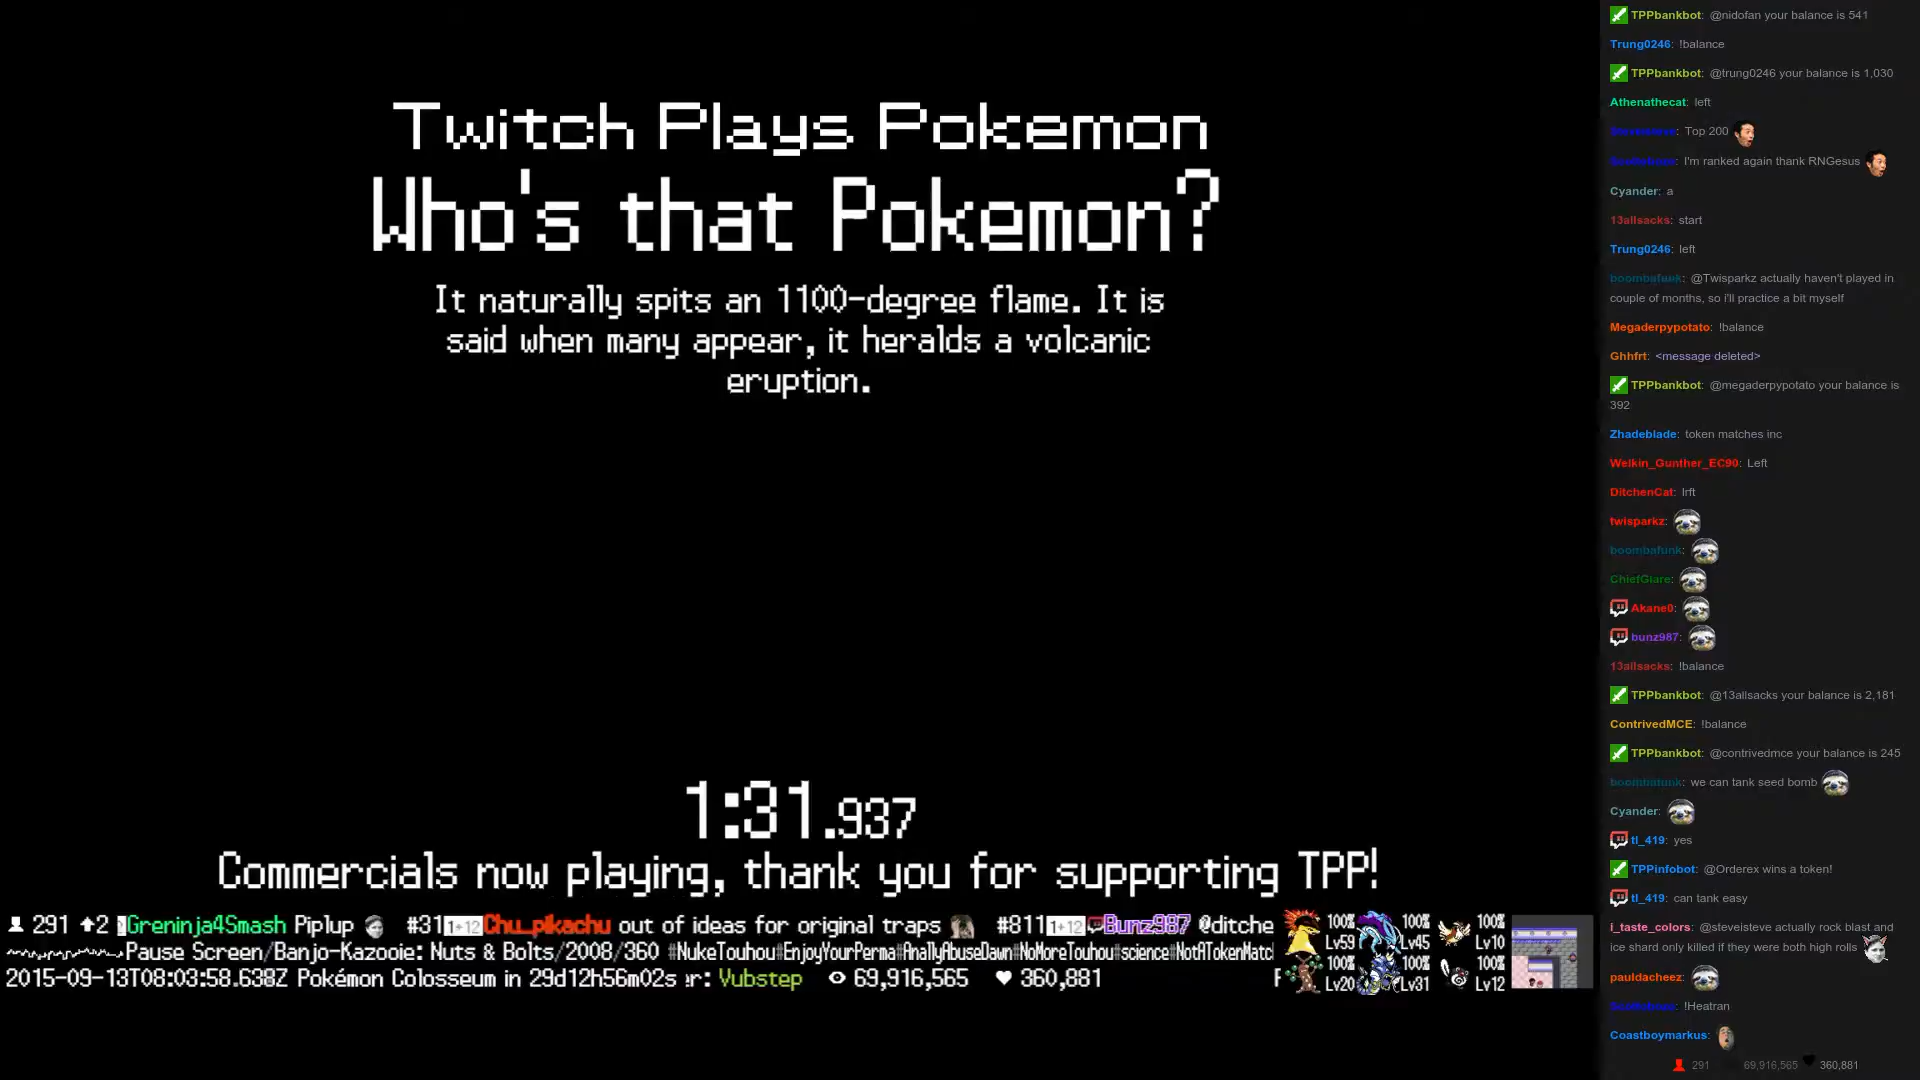 Twitch Plays Pokemon
Who's that Pokemon?
It naturally spits an 1100-degree flame. It is
said when many appear, it heralds a volcanic
eruption.
1:31.937
Commercials now playing, thank you for supporting TPP!
291 2 Greninja4Smash Piplup #31 1+12 Chu_pikachu out of ideas for original traps #811 1+12 Bunz987 @ditche
Pause Screen/Banjo-Kazooie: Nuts & Bolts/2008/360 #NukeTouhou#EnjoyYourPerma#AnallyAbuseDawn#NoMoreTouhou#science#NotATokenMatc
2015-09-13T08:03:58.638Z Pokémon Colosseum in 29d12h56m02s r: Vubstep 69,916,565 360,881
100% 100% 100%
Lv59 Lv45 Lv10
100% 100% 100%
Lv20 Lv31 Lv12
TPPbankbot: @nidofan your balance is 541
Trung0246: !balance
TPPbankbot: @trung0246 your balance is 1,030
Athenathecat: left
Top 200
I'm ranked again thank RNGesus
Cyander: a
13allsacks: start
Trung0246: left
boombafunk: @Twisparkz actually haven't played in
couple of months, so i'll practice a bit myself
Megaderpypotato: !balance
Ghhfrt: <message deleted>
TPPbankbot: @megaderpypotato your balance is
392
Zhadeblade: token matches inc
Welkin_Gunther_EC90: Left
DitchenCat: lrft
twisparkz:
boombafunk:
ChiefGlare:
Akane0:
bunz987:
13allsacks: !balance
TPPbankbot: @13allsacks your balance is 2,181
ContrivedMCE: !balance
TPPbankbot: @contrivedmce your balance is 245
boombafunk: we can tank seed bomb
Cyander:
tl_419: yes
TPPinfobot: @Orderex wins a token!
tl_419: can tank easy
i_taste_colors: @steveisteve actually rock blast and
ice shard only killed if they were both high rolls
pauldacheez:
!Heatran
Coastboymarkus:
291 69,916,565 360,881